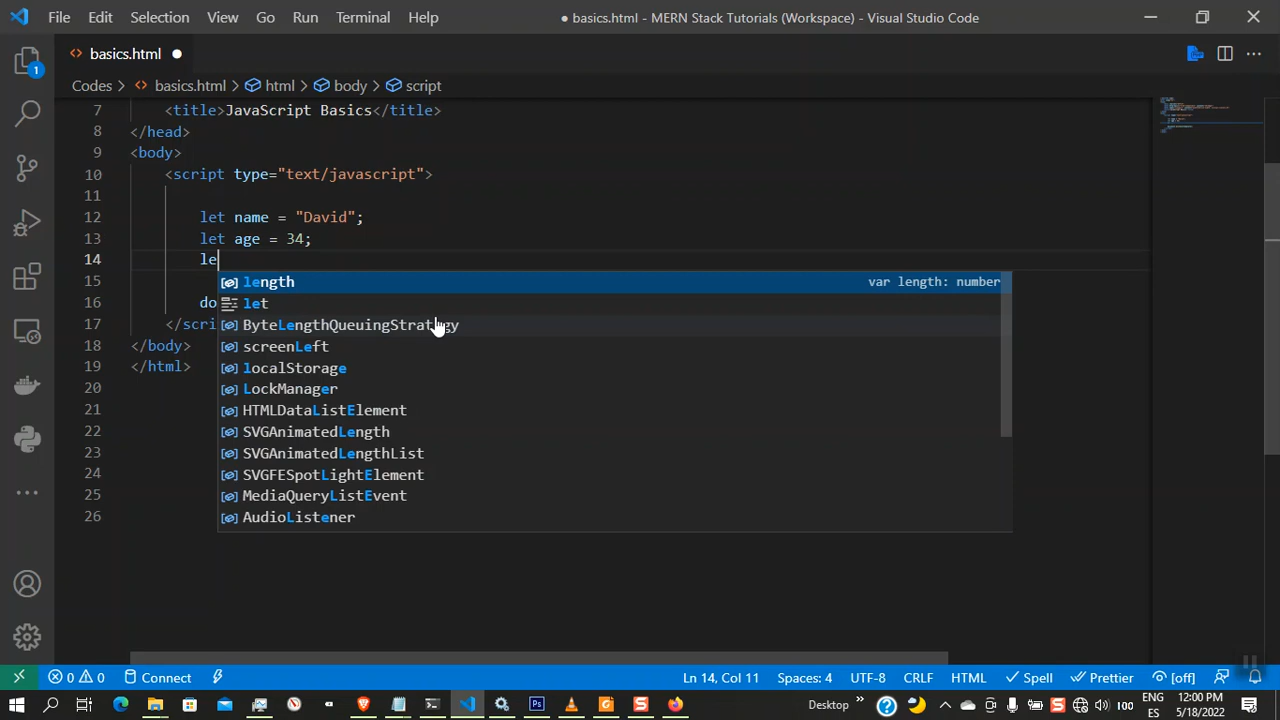 File Edit Selection View Go Run Terminal Help ● basics.html - MERN Stack Tutorials (Workspace) - Visual Studio Code
<> basics.html ●
Codes > <> basics.html > html > body > script
1
7 <title>JavaScript Basics</title>
8 </head>
9 <body>
10 <script type="text/javascript">
11
12 let name = "David";
13 let age = 34;
14 le
length var length: number
15
let
16 do
ByteLengthQueuingStrategy
17 </scri
screenLeft
18 </body>
localStorage
19 </html>
LockManager
20
HTMLDataListElement
21
SVGAnimatedLength
22
SVGAnimatedLengthList
23
SVGFESpotLightElement
24
MediaQueryListEvent
25
AudioListener
26
0 0 Connect Ln 14, Col 11 Spaces: 4 UTF-8 CRLF HTML Spell Prettier [off]
Desktop » 100 ENG 12:00 PM
ES 5/18/2022